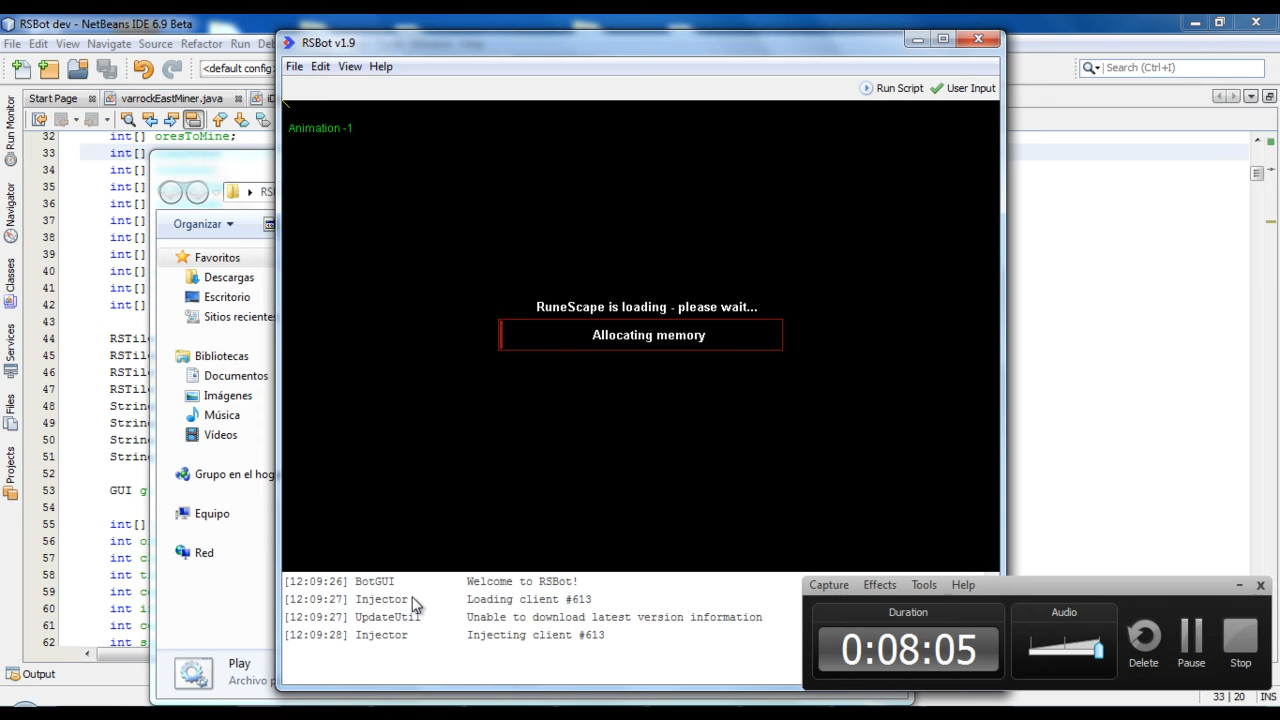 RSBot dev - NetBeans IDE 6.9 Beta
File Edit View Navigate Source Refactor Run
<default config
Search (Ctrl+I)
Start Page
varrockEastMiner.java
Run Monitor
Navigator
Classes
Services
Files
Projects
32 int[] oresToMine;
33 int[]
34 int[]
35 int[]
36 int[]
37 int[]
38 int[]
39 int[]
40 int[]
41 int[]
42 int[]
43
44 RSTil
45 RSTil
46 RSTil
47 RSTil
48 Strin
49 Strin
50 Strin
51 Strin
52
53 GUI g
54
55 int[]
56 int o
57 int c
58 int t
59 int c
60 int i
61 int c
62 int s
Output
33 | 20
INS
Organizar
Favoritos
Descargas
Escritorio
Sitios recientes
Bibliotecas
Documentos
Imágenes
Música
Vídeos
Grupo en el hog
Equipo
Red
Play
Archivo p
RSBot v1.9
File Edit View Help
Run Script
User Input
Animation -1
RuneScape is loading - please wait...
Allocating memory
[12:09:26] BotGUI Welcome to RSBot!
[12:09:27] Injector Loading client #613
[12:09:27] UpdateUtil Unable to download latest version information
[12:09:28] Injector Injecting client #613
Capture Effects Tools Help
Duration
0:08:05
Audio
Delete
Pause
Stop